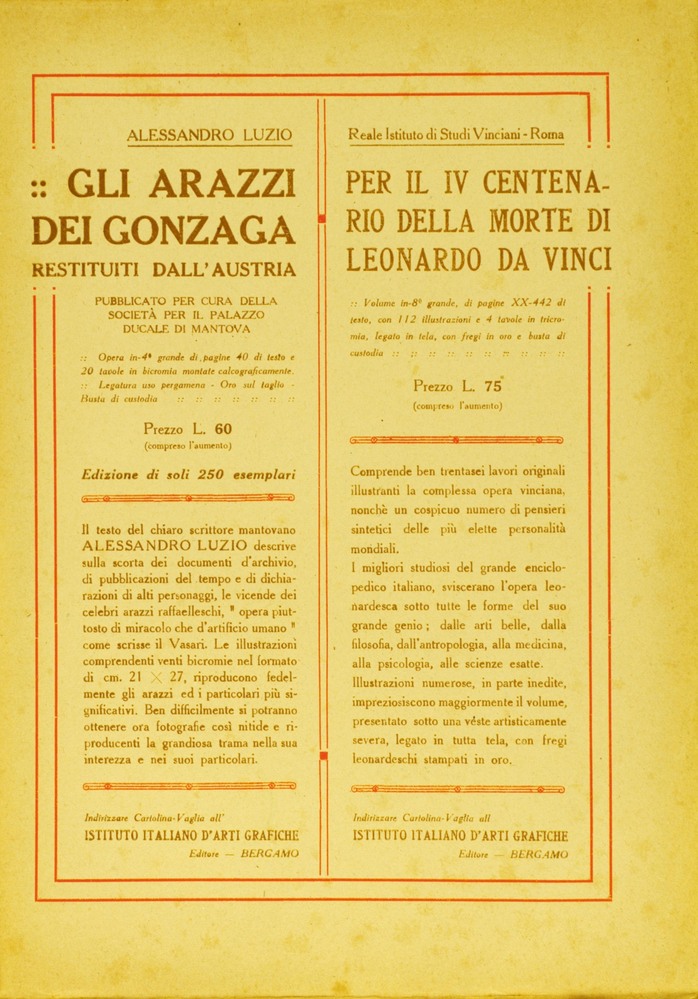 ALESSANDRO LUZIO
:: GLI ARAZZI
DEI GONZAGA
RESTITUITI DALL'AUSTRIA
PUBBLICATO PER CURA DELLA
SOCIETÀ PER IL PALAZZO
DUCALE DI MANTOVA
:: Opera in-4° grande di pagine 40 di testo e
20 tavole in bicromia montate calcograficamente.
:: Legatura uso pergamena - Oro sul taglio -
Busta di custodia :: :: :: :: :: :: ::
Prezzo L. 60
(compreso l'aumento)
Edizione di soli 250 esemplari
Il testo del chiaro scrittore mantovano
ALESSANDRO LUZIO descrive
sulla scorta dei documenti d'archivio,
di pubblicazioni del tempo e di dichia-
razioni di alti personaggi, le vicende dei
celebri arazzi raffaelleschi, " opera piut-
tosto di miracolo che d'artificio umano "
come scrisse il Vasari. Le illustrazioni
comprendenti venti bicromie nel formato
di cm. 21 × 27, riproducono fedel-
mente gli arazzi ed i particolari più si-
gnificativi. Ben difficilmente si potranno
ottenere ora fotografie così nitide e ri-
producenti la grandiosa trama nella sua
interezza e nei suoi particolari.
Indirizzare Cartolina-Vaglia all'
ISTITUTO ITALIANO D'ARTI GRAFICHE
Editore — BERGAMO
Reale Istituto di Studi Vinciani - Roma
PER IL IV CENTENA-
RIO DELLA MORTE DI
LEONARDO DA VINCI
:: Volume in-8° grande, di pagine XX-442 di
testo, con 112 illustrazioni e 4 tavole in tricro-
mia, legato in tela, con fregi in oro e busta di
custodia :: :: :: :: :: :: :: :: :: ::
Prezzo L. 75
(compreso l'aumento)
Comprende ben trentasei lavori originali
illustranti la complessa opera vinciana,
nonchè un cospicuo numero di pensieri
sintetici delle più elette personalità
mondiali.
I migliori studiosi del grande enciclo-
pedico italiano, sviscerano l'opera leo-
nardesca sotto tutte le forme del suo
grande genio ; dalle arti belle, dalla
filosofia, dall'antropologia, alla medicina,
alla psicologia, alle scienze esatte.
Illustrazioni numerose, in parte inedite,
impreziosiscono maggiormente il volume,
presentato sotto una vèste artisticamente
severa, legato in tutta tela, con fregi
leonardeschi stampati in oro.
Indirizzare Cartolina-Vaglia all
ISTITUTO ITALIANO D'ARTI GRAFICHE
Editore — BERGAMO